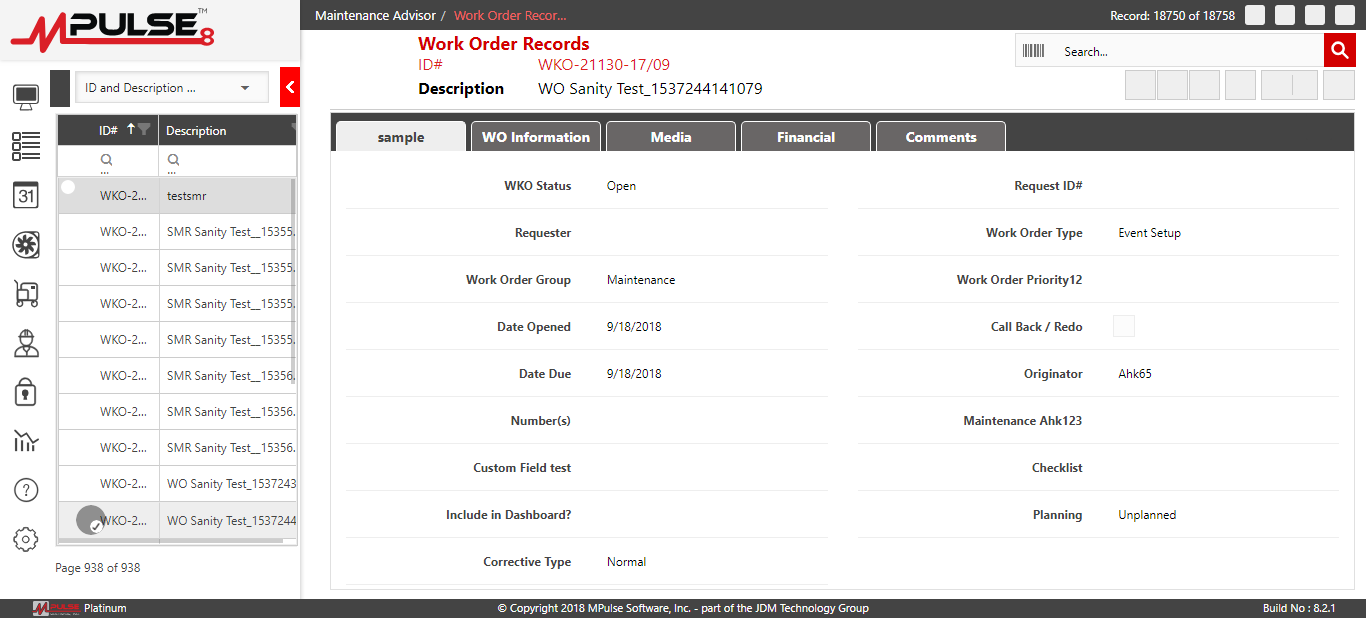 MPULSE 8 TM
Maintenance Advisor / Work Order Recor...
Record: 18750 of 18758
Work Order Records
ID# WKO-21130-17/09
Description WO Sanity Test_1537244141079
Search...
ID and Description ...
ID# Description
...
...
WKO-2... testsmr
WKO-2... SMR Sanity Test__15355.
WKO-2... SMR Sanity Test__15355.
WKO-2... SMR Sanity Test__15355.
WKO-2... SMR Sanity Test__15355.
WKO-2... SMR Sanity Test__15356.
WKO-2... SMR Sanity Test__15356.
WKO-2... SMR Sanity Test__15356.
WKO-2... WO Sanity Test_1537243
WKO-2... WO Sanity Test_1537244
Page 938 of 938
31
?
sample WO Information Media Financial Comments
WKO Status Open Request ID#
Requester Work Order Type Event Setup
Work Order Group Maintenance Work Order Priority12
Date Opened 9/18/2018 Call Back / Redo
Date Due 9/18/2018 Originator Ahk65
Number(s) Maintenance Ahk123
Custom Field test Checklist
Include in Dashboard? Planning Unplanned
Corrective Type Normal
MPULSE Platinum
© Copyright 2018 MPulse Software, Inc. - part of the JDM Technology Group
Build No : 8.2.1